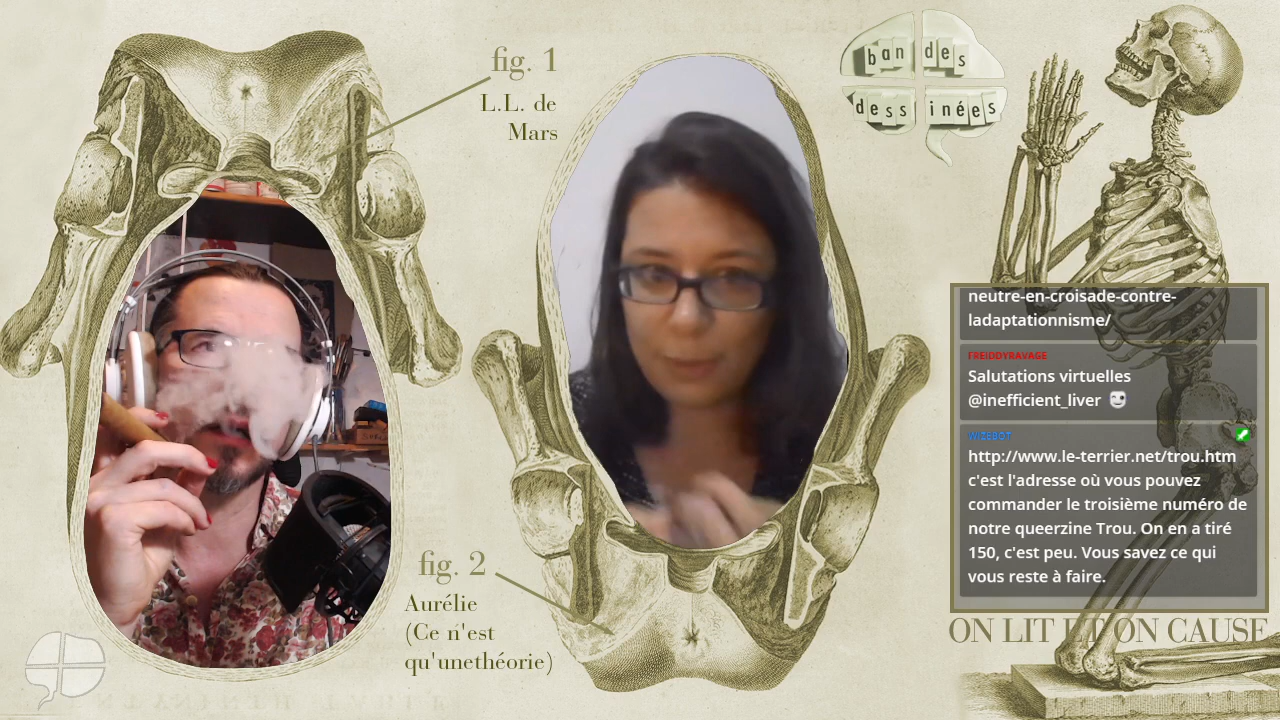 fig. 1
L.L. de
Mars
ban des
dess inées
neutre-en-croisade-contre-
ladaptationnisme/
FREIDDYRAVAGE
Salutations virtuelles
@inefficient_liver
WIZEBOT
http://www.le-terrier.net/trou.htm
c'est l'adresse où vous pouvez
commander le troisième numéro de
notre queerzine Trou. On en a tiré
150, c'est peu. Vous savez ce qui
vous reste à faire.
fig. 2
Aurélie
(Ce n'est
qu'unethéorie)
ON LIT ET ON CAUSE